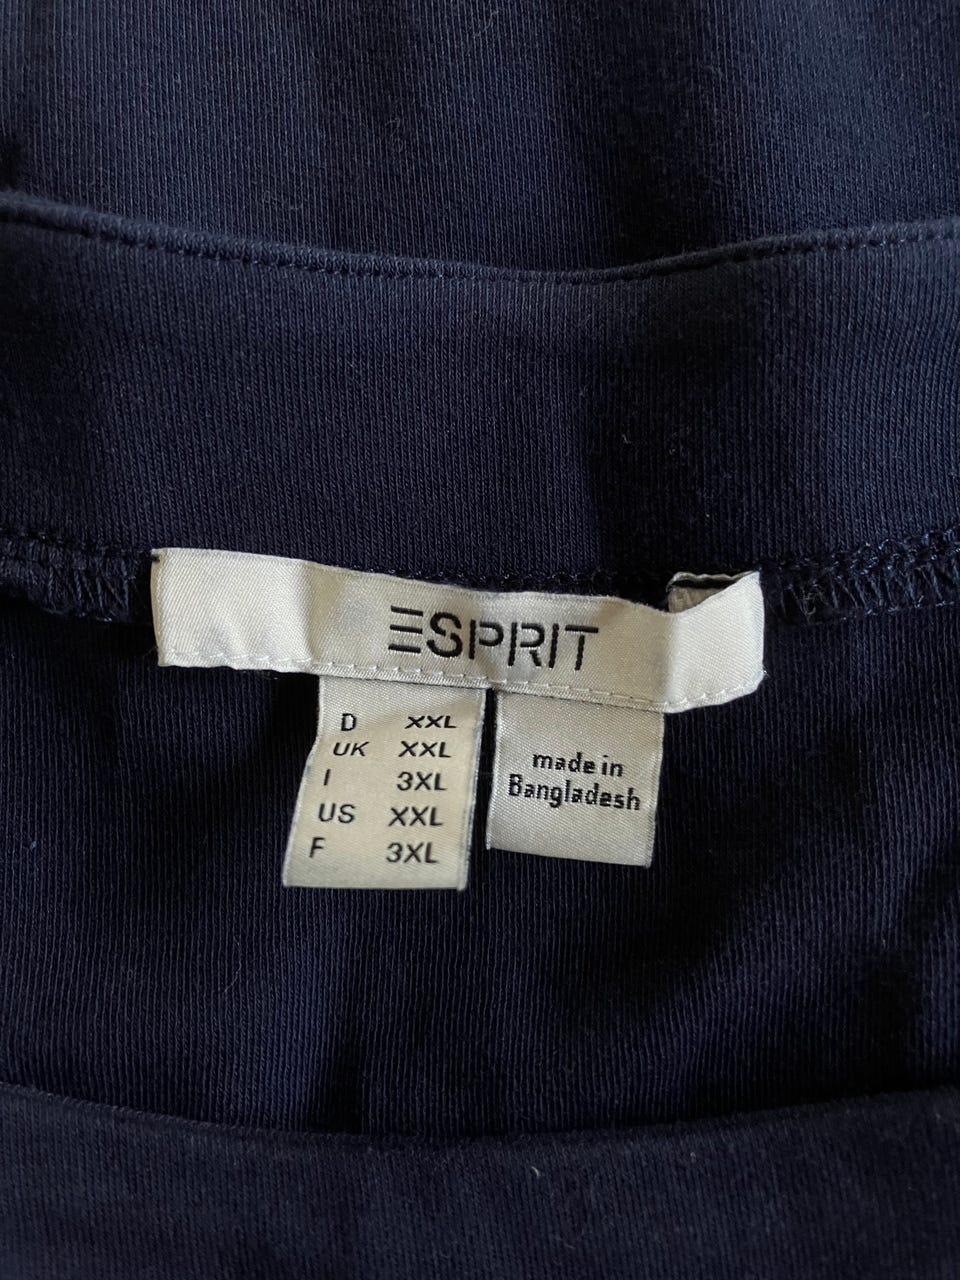 ESPRIT
D XXL
UK XXL
I 3XL
US XXL
F 3XL
made in
Bangladesh